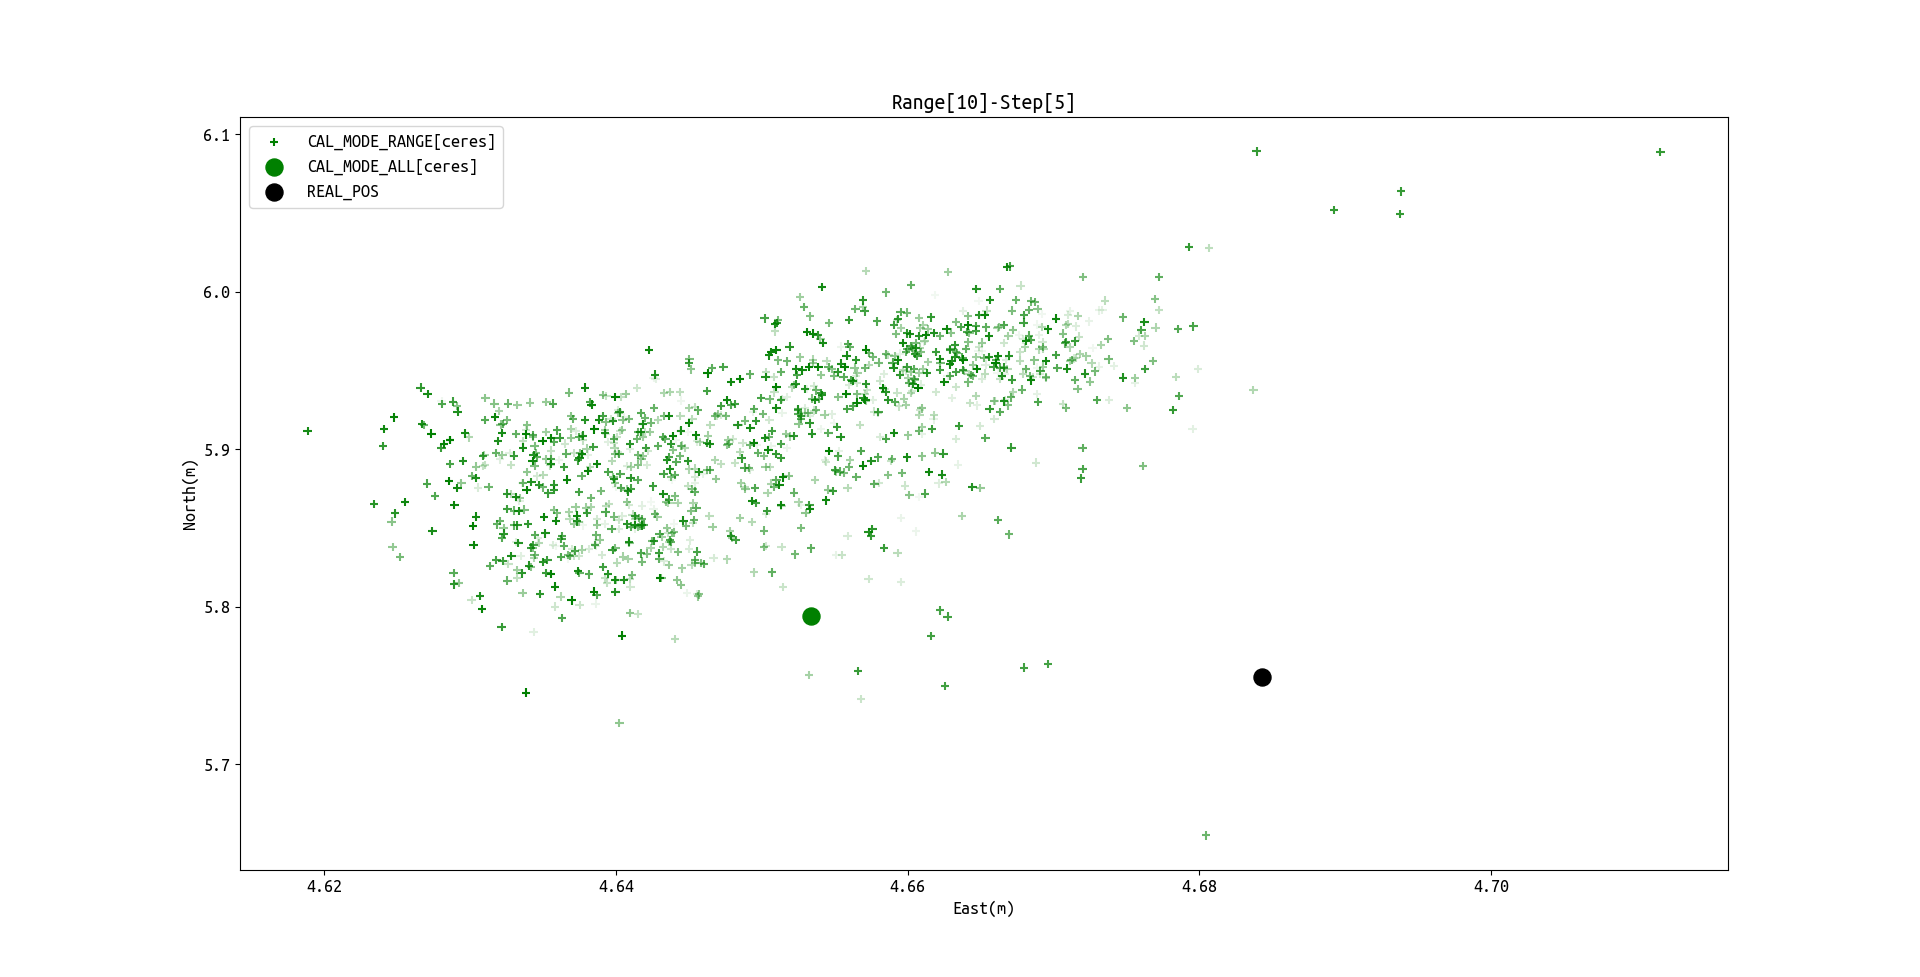 Range[10]-Step[5]
CAL_MODE_RANGE[ceres]
CAL_MODE_ALL[ceres]
REAL_POS
6.1
6.0
5.9
5.8
5.7
North(m)
4.62 4.64 4.66 4.68 4.70
East(m)